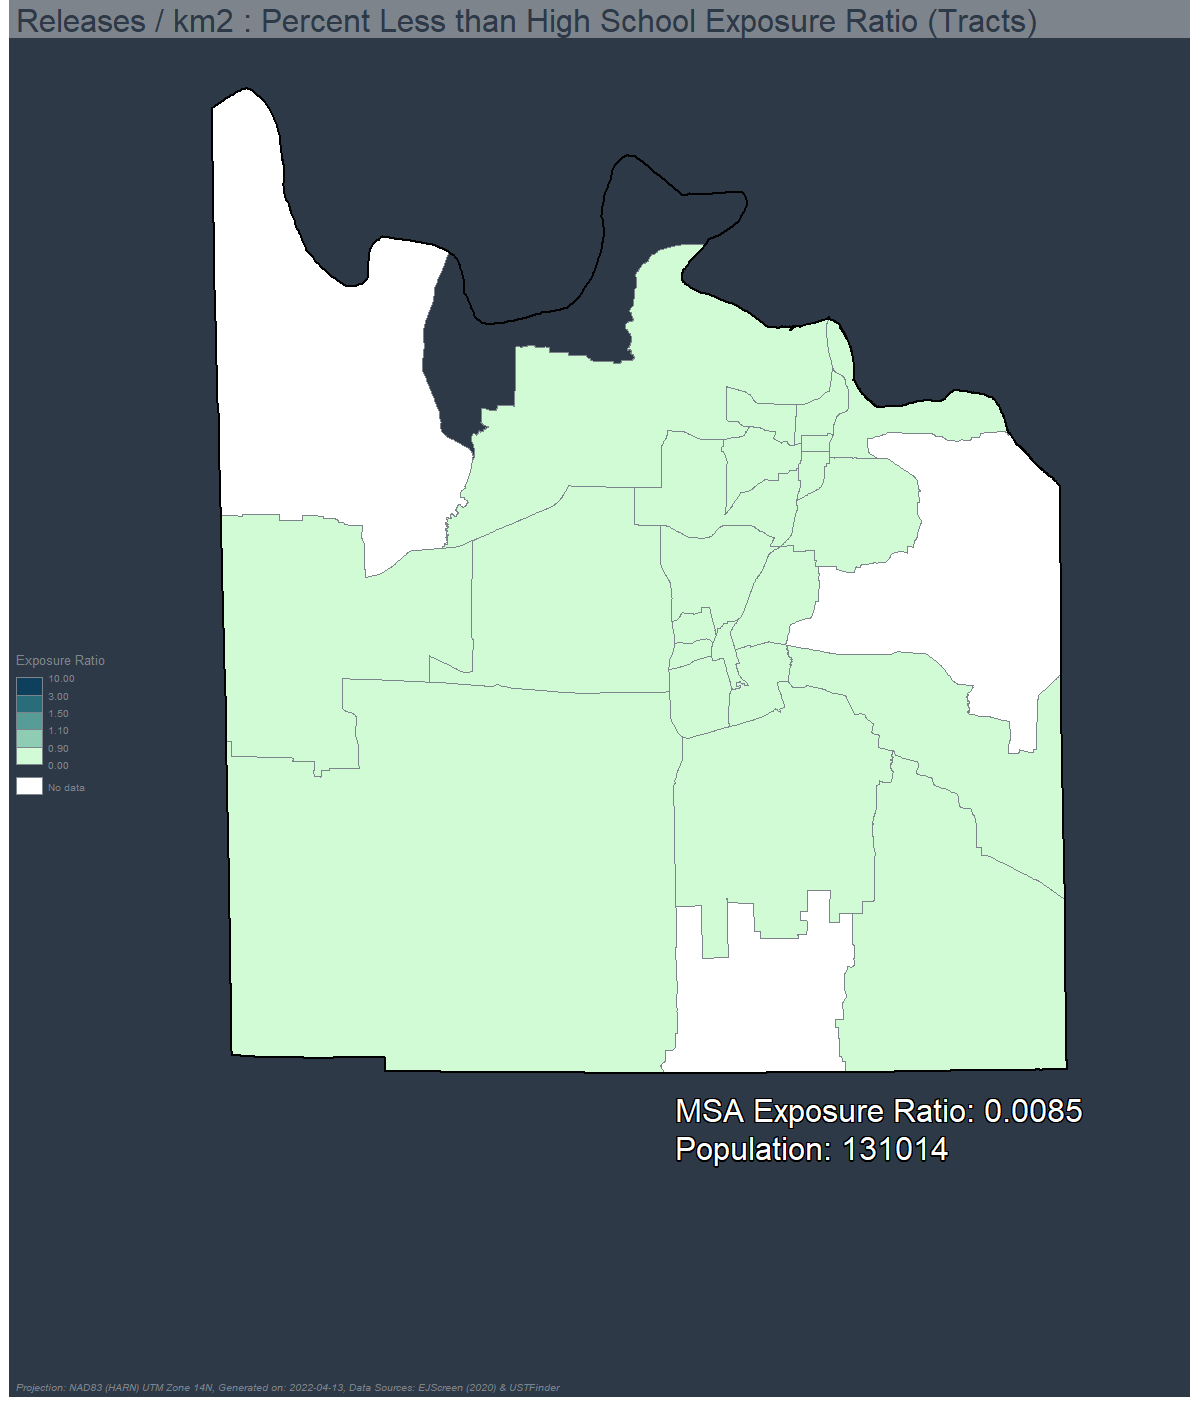 Releases / km2 : Percent Less than High School Exposure Ratio (Tracts)
Exposure Ratio
10.00
3.00
1.50
1.10
0.90
0.00
No data
MSA Exposure Ratio: 0.0085
Population: 131014
Projection: NAD83 (HARN) UTM Zone 14N, Generated on: 2022-04-13, Data Sources: EJScreen (2020) & USTFinder